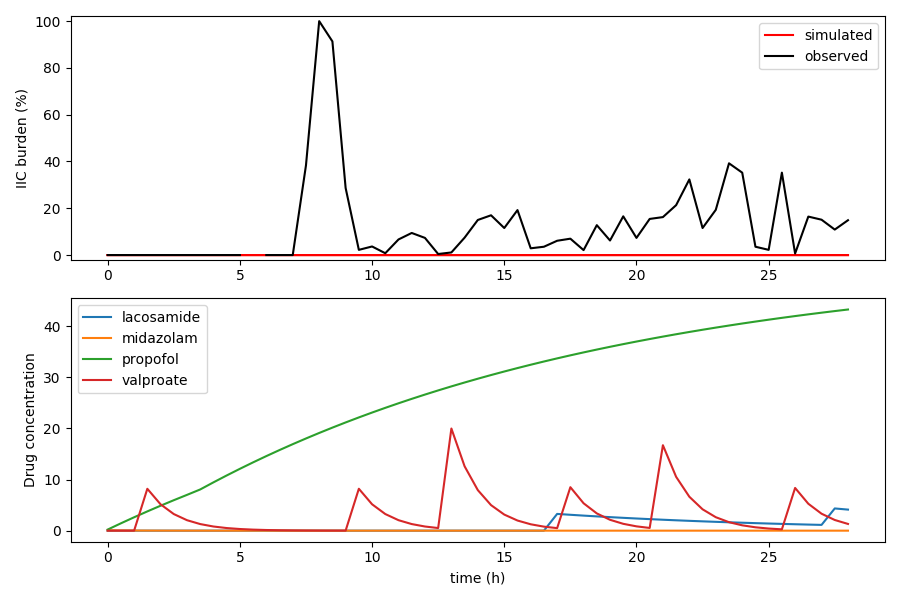 100
80
60
40
20
0
IIC burden (%)
simulated
observed
0 5 10 15 20 25
40
30
20
10
0
Drug concentration
lacosamide
midazolam
propofol
valproate
0 5 10 15 20 25
time (h)